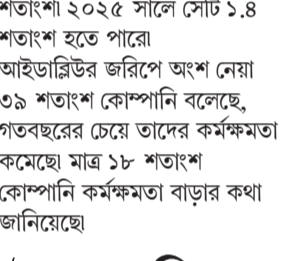 শতাংশ। ২০২৫ সালে সেটি ১.৪
শতাংশ হতে পারে।
আইএডব্লিউর জরিপে অংশ নেয়া
৩৯ শতাংশ কোম্পানি বলেছে,
গতবছরের চেয়ে তাদের কর্মক্ষমতা
কমেছে। মাত্র ১৮ শতাংশ
কোম্পানি কর্মক্ষমতা বাড়ার কথা
জানিয়েছে।